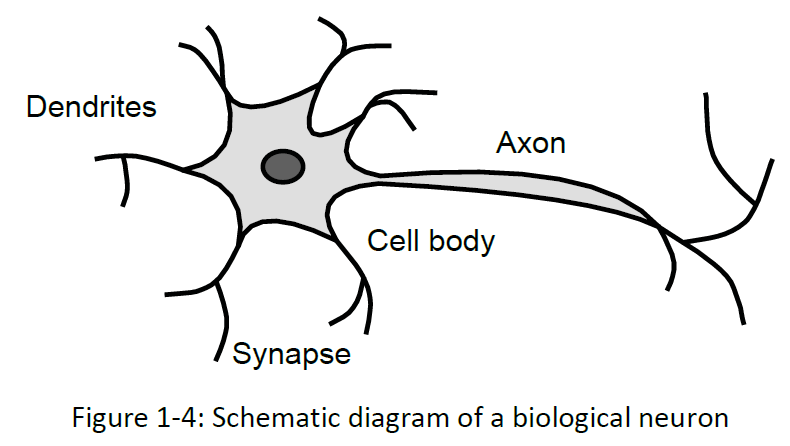 Dendrites
Axon
Cell body
Synapse
Figure 1-4: Schematic diagram of a biological neuron